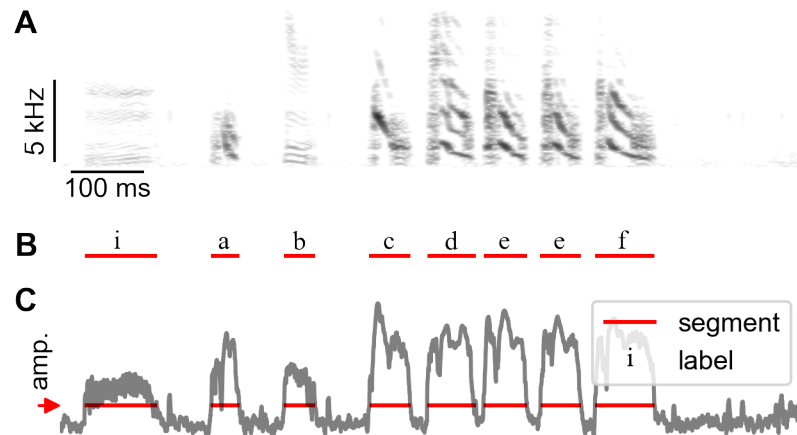 A
5 kHz
100 ms
B
i a b c d e e f
C
amp.
segment
i label